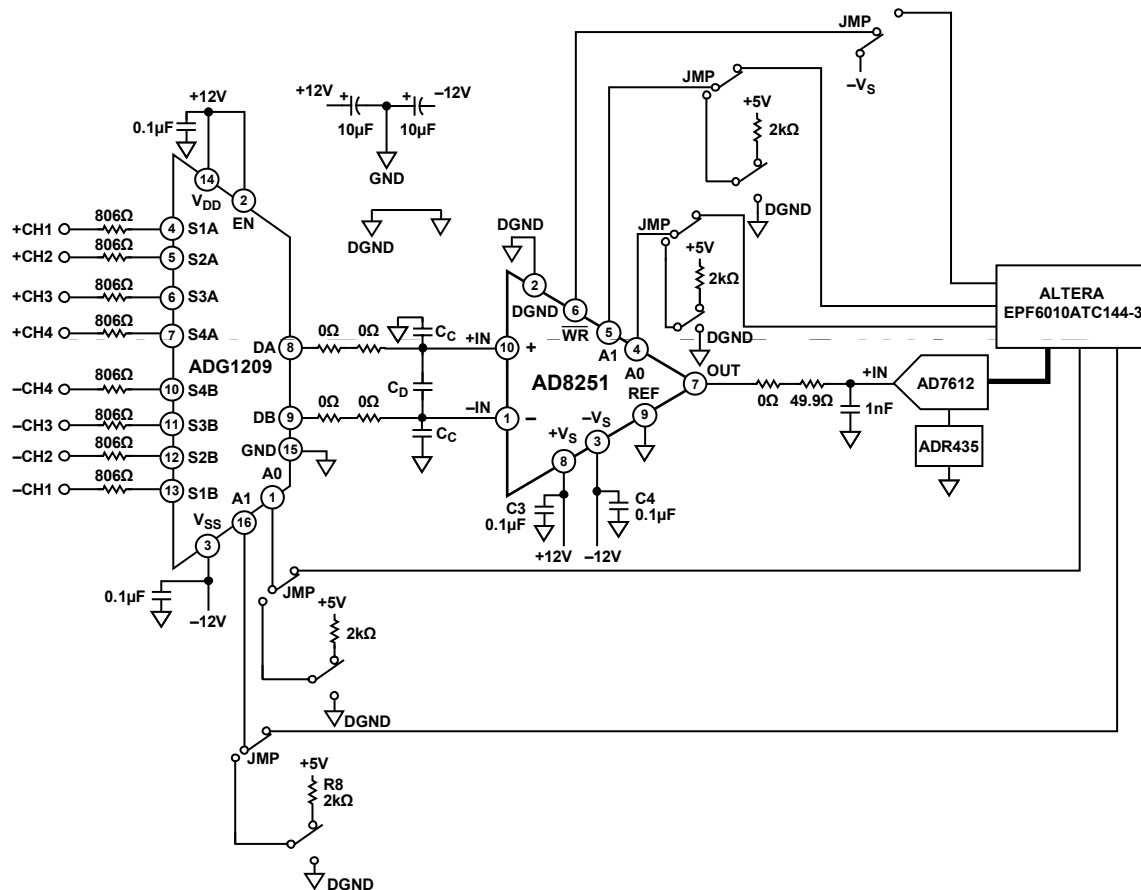 JMP
–VS
+12V
0.1µF
+12V
–12V
10µF
10µF
GND
DGND
JMP
+5V
2kΩ
DGND
JMP
+5V
2kΩ
DGND
14
VDD
2
EN
+CH1
806Ω
4
S1A
+CH2
806Ω
5
S2A
+CH3
806Ω
6
S3A
+CH4
806Ω
7
S4A
–CH4
806Ω
10
S4B
–CH3
806Ω
11
S3B
–CH2
806Ω
12
S2B
–CH1
806Ω
13
S1B
ADG1209
DA
8
DB
9
GND
15
A0
1
A1
16
VSS
3
0.1µF
–12V
0Ω
0Ω
0Ω
0Ω
CC
CD
CC
+IN
–IN
10
+
1
–
AD8251
2
DGND
6
WR
5
A1
4
A0
7
OUT
REF
9
–VS
3
+VS
8
C3
0.1µF
+12V
C4
0.1µF
–12V
0Ω
49.9Ω
1nF
+IN
AD7612
ADR435
ALTERA
EPF6010ATC144-3
JMP
+5V
2kΩ
DGND
JMP
+5V
R8
2kΩ
DGND